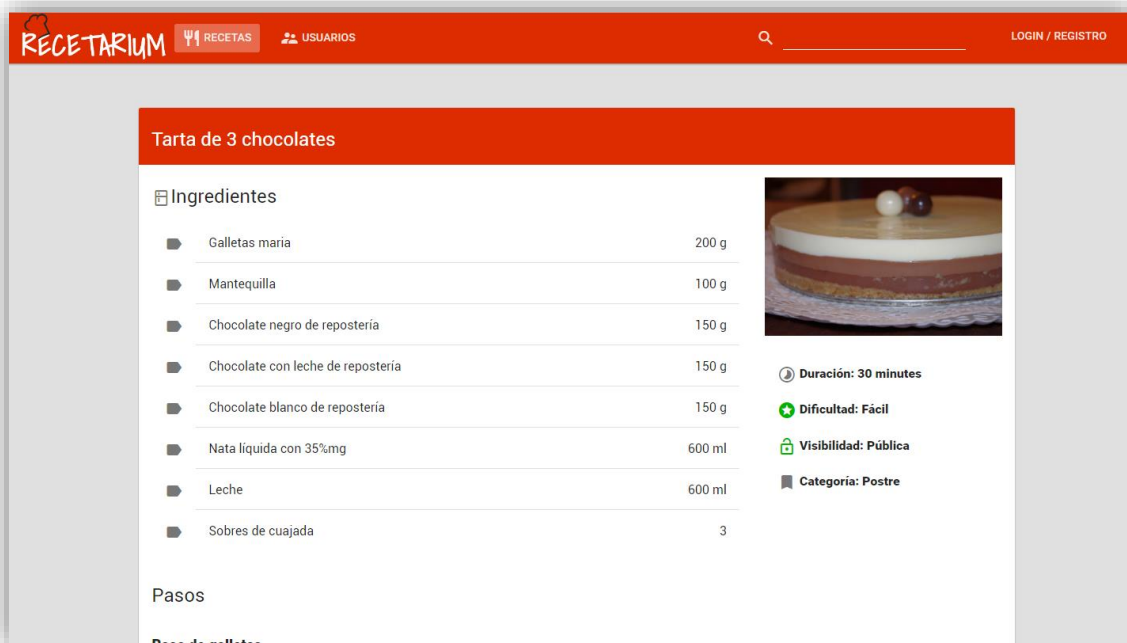 RECETARIUM RECETAS USUARIOS LOGIN / REGISTRO
Tarta de 3 chocolates
Ingredientes
Galletas maria 200 g
Mantequilla 100 g
Chocolate negro de repostería 150 g
Chocolate con leche de repostería 150 g
Chocolate blanco de repostería 150 g
Nata líquida con 35%mg 600 ml
Leche 600 ml
Sobres de cuajada 3
Duración: 30 minutes
Dificultad: Fácil
Visibilidad: Pública
Categoría: Postre
Pasos